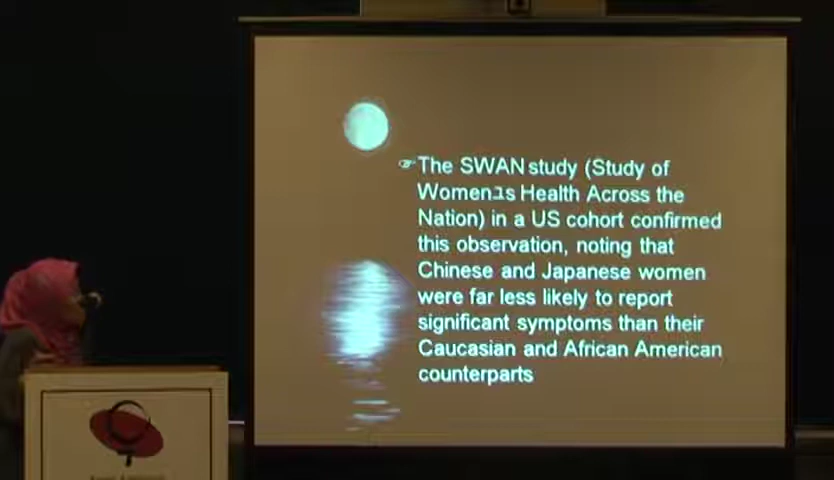 The SWAN study (Study of
Womenבs Health Across the
Nation) in a US cohort confirmed
this observation, noting that
Chinese and Japanese women
were far less likely to report
significant symptoms than their
Caucasian and African American
counterparts